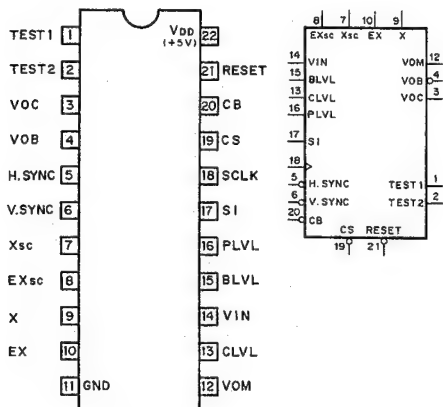 TEST1 1
TEST2 2
VOC 3
VOB 4
H.SYNC 5
V.SYNC 6
Xsc 7
EXsc 8
X 9
EX 10
11 GND
VDD (+5V) 22
21 RESET
20 CB
19 CS
18 SCLK
17 SI
16 PLVL
15 BLVL
14 VIN
13 CLVL
12 VOM
8 7 10 9
EXsc Xsc EX X
14 VIN VOM 12
15 BLVL VOB 4
13 CLVL VOC 3
16 PLVL
17 SI
18
5 H.SYNC TEST1 1
6 V.SYNC TEST2 2
20 CB
CS RESET
19 21